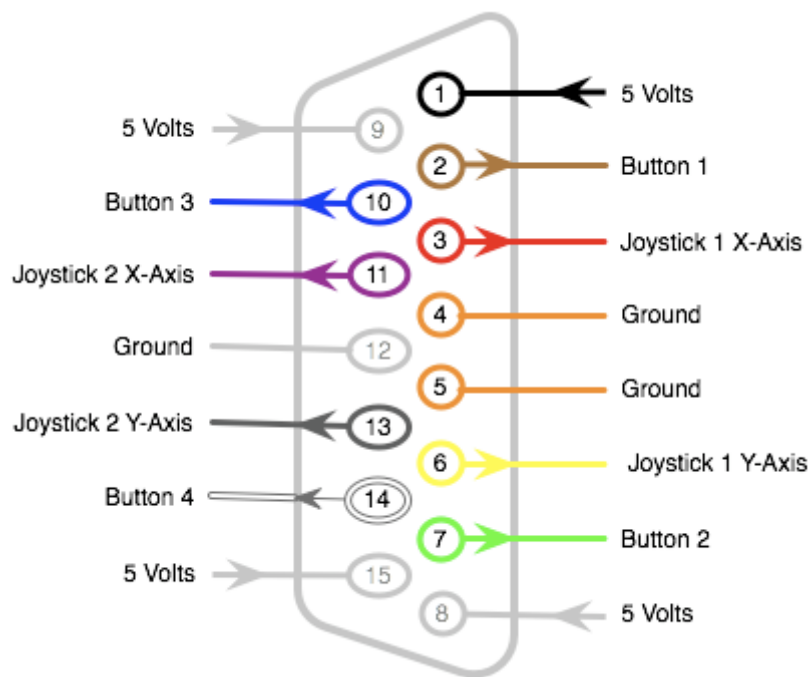 1 5 Volts
5 Volts 9
2 Button 1
Button 3 10
3 Joystick 1 X-Axis
Joystick 2 X-Axis 11
4 Ground
Ground 12
5 Ground
Joystick 2 Y-Axis 13
6 Joystick 1 Y-Axis
Button 4 14
7 Button 2
5 Volts 15
8 5 Volts